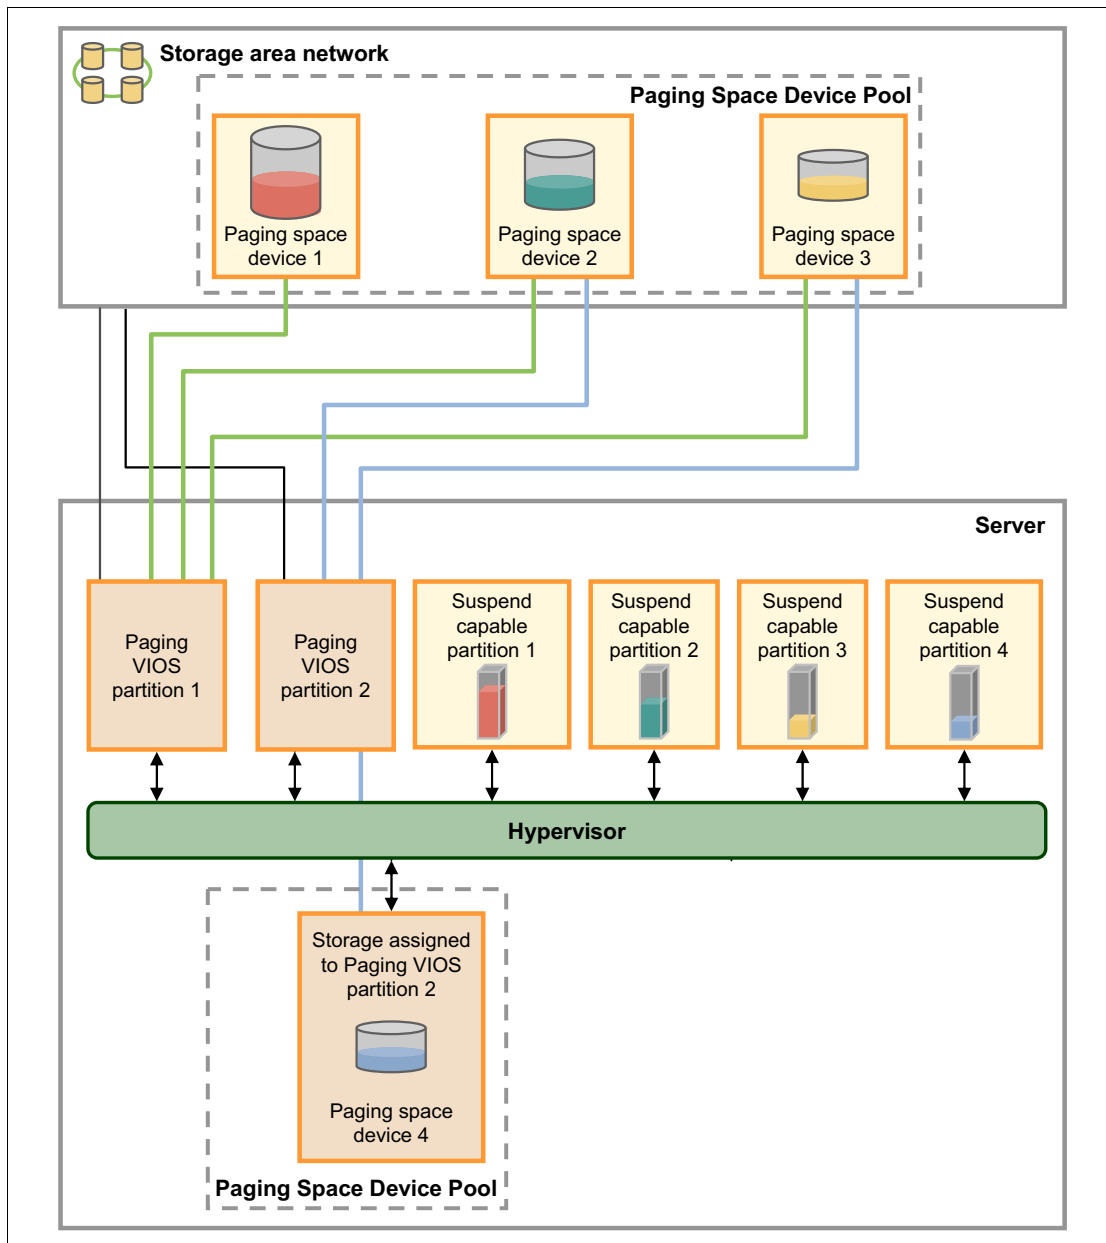 Storage area network
Paging Space Device Pool
Paging space
device 1
Paging space
device 2
Paging space
device 3
Server
Paging
VIOS
partition 1
Paging
VIOS
partition 2
Suspend
capable
partition 1
Suspend
capable
partition 2
Suspend
capable
partition 3
Suspend
capable
partition 4
Hypervisor
Storage assigned
to Paging VIOS
partition 2
Paging space
device 4
Paging Space Device Pool